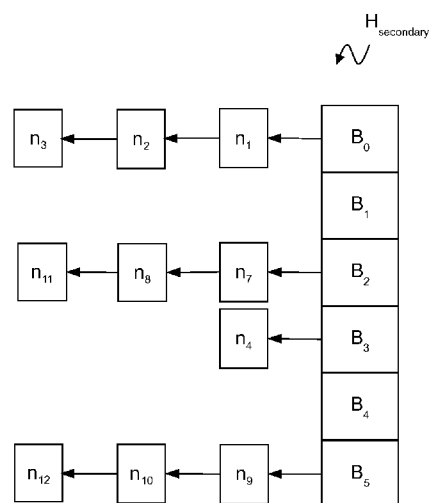 H_secondary
n_3 n_2 n_1 B_0
B_1
n_11 n_8 n_7 B_2
n_4 B_3
B_4
n_12 n_10 n_9 B_5